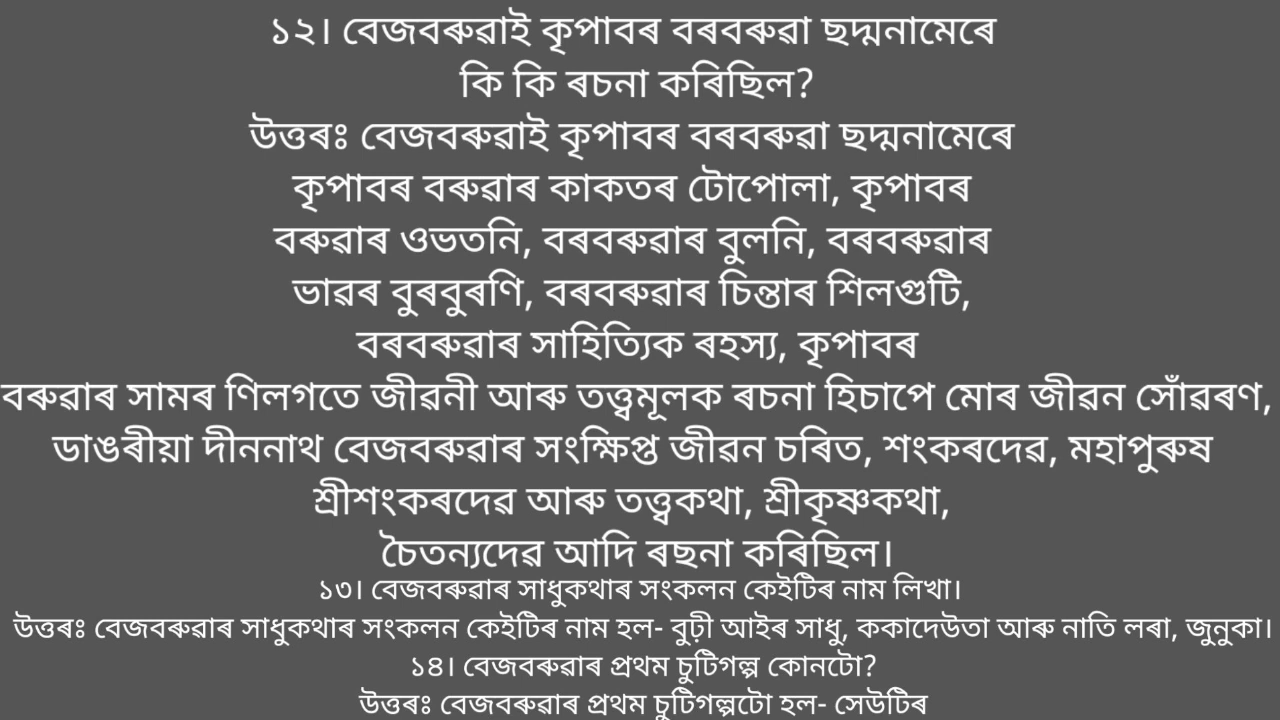 ১২। বেজবৰুৱাই কৃপাবৰ বৰবৰুৱা ছদ্মনামেৰে
কি কি ৰচনা কৰিছিল?
উত্তৰঃ বেজবৰুৱাই কৃপাবৰ বৰবৰুৱা ছদ্মনামেৰে
কৃপাবৰ বৰুৱাৰ কাকতৰ টোপোলা, কৃপাবৰ
বৰুৱাৰ ওভতনি, বৰবৰুৱাৰ বুলনি, বৰবৰুৱাৰ
ভাৱৰ বুৰবুৰণি, বৰবৰুৱাৰ চিন্তাৰ শিলগুটি,
বৰবৰুৱাৰ সাহিত্যিক ৰহস্য, কৃপাবৰ
বৰুৱাৰ সামৰ ণিলগতে জীৱনী আৰু তত্ত্বমূলক ৰচনা হিচাপে মোৰ জীৱন সোঁৱৰণ,
ডাঙৰীয়া দীননাথ বেজবৰুৱাৰ সংক্ষিপ্ত জীৱন চৰিত, শংকৰদেৱ, মহাপুৰুষ
শ্ৰীশংকৰদেৱ আৰু তত্ত্বকথা, শ্ৰীকৃষ্ণকথা,
চৈতন্যদেৱ আদি ৰছনা কৰিছিল।
১৩। বেজবৰুৱাৰ সাধুকথাৰ সংকলন কেইটিৰ নাম লিখা।
উত্তৰঃ বেজবৰুৱাৰ সাধুকথাৰ সংকলন কেইটিৰ নাম হল- বুঢ়ী আইৰ সাধু, ককাদেউতা আৰু নাতি লৰা, জুনুকা।
১৪। বেজবৰুৱাৰ প্ৰথম চুটিগল্প কোনটো?
উত্তৰঃ বেজবৰুৱাৰ প্ৰথম চুটিগল্পটো হল- সেউটিৰ